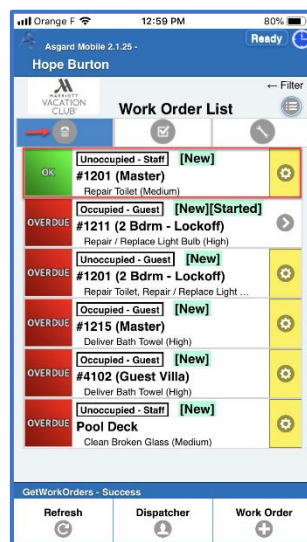 Orange F 12:59 PM 80%
Asgard Mobile 2.1.25 - Ready
Hope Burton
← Filter
MARRIOTT
VACATION
CLUB
Work Order List
OK Unoccupied - Staff [New]
#1201 (Master)
Repair Toilet (Medium)
OVERDUE Occupied - Guest [New][Started]
#1211 (2 Bdrm - Lockoff)
Repair / Replace Light Bulb (High)
OVERDUE Unoccupied - Guest [New]
#1201 (2 Bdrm - Lockoff)
Repair Toilet, Repair / Replace Light ...
OVERDUE Occupied - Guest [New]
#1215 (Master)
Deliver Bath Towel (High)
OVERDUE Occupied - Guest [New]
#4102 (Guest Villa)
Deliver Bath Towel (High)
OVERDUE Unoccupied - Staff [New]
Pool Deck
Clean Broken Glass (Medium)
GetWorkOrders - Success
Refresh Dispatcher Work Order